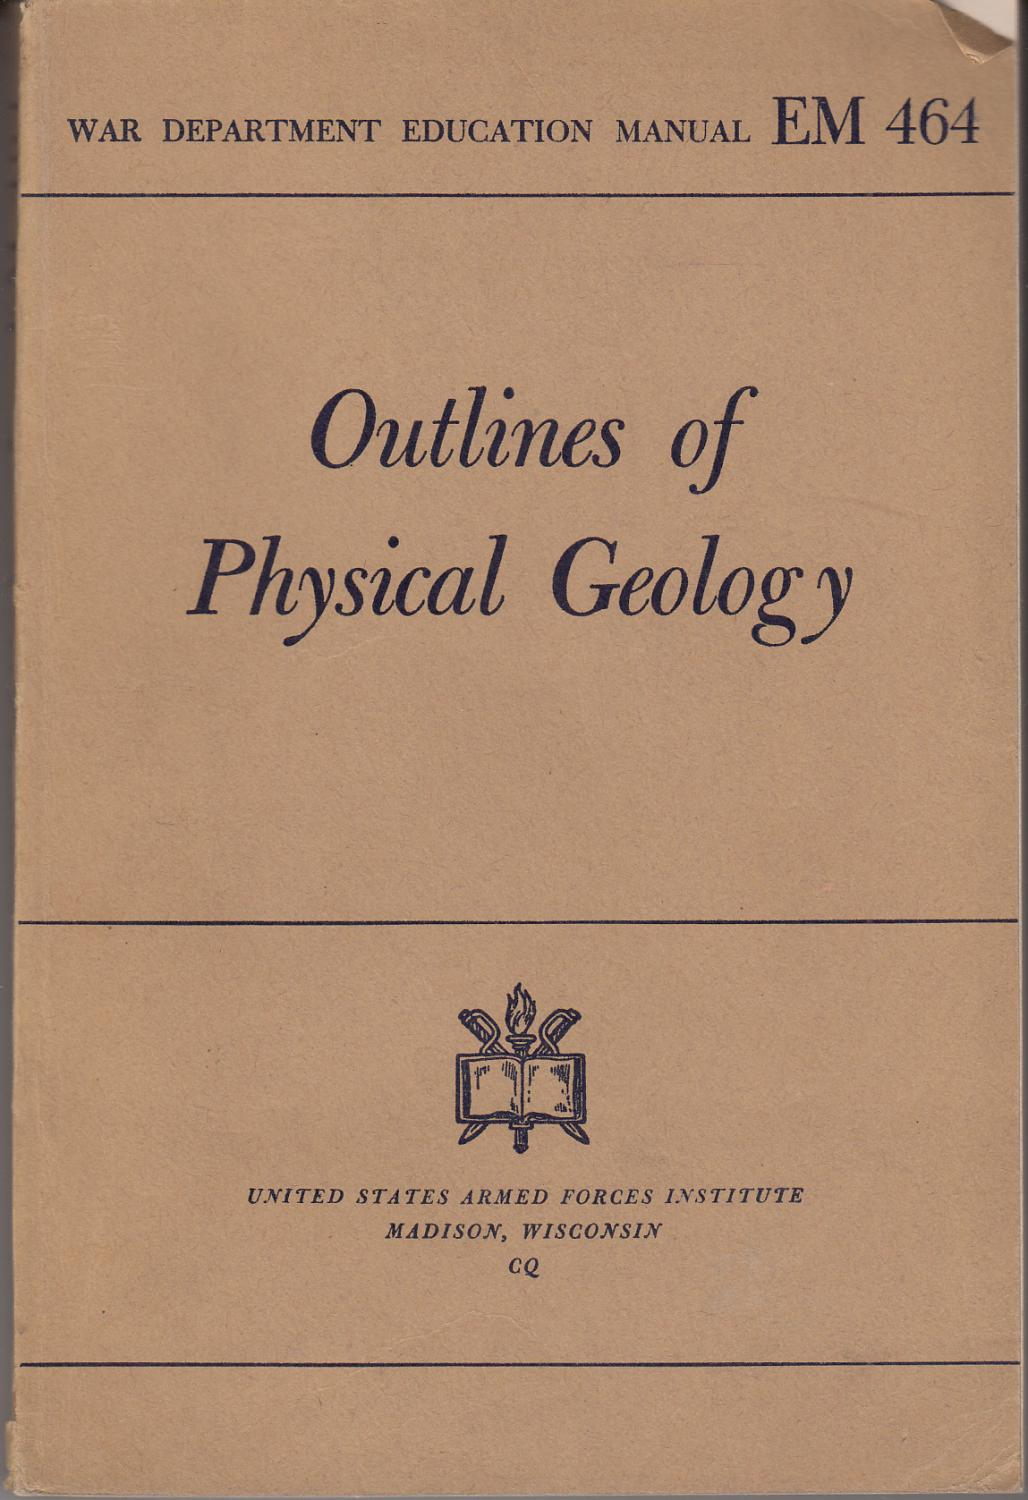 WAR DEPARTMENT EDUCATION MANUAL EM 464
Outlines of
Physical Geology
UNITED STATES ARMED FORCES INSTITUTE
MADISON, WISCONSIN
CQ